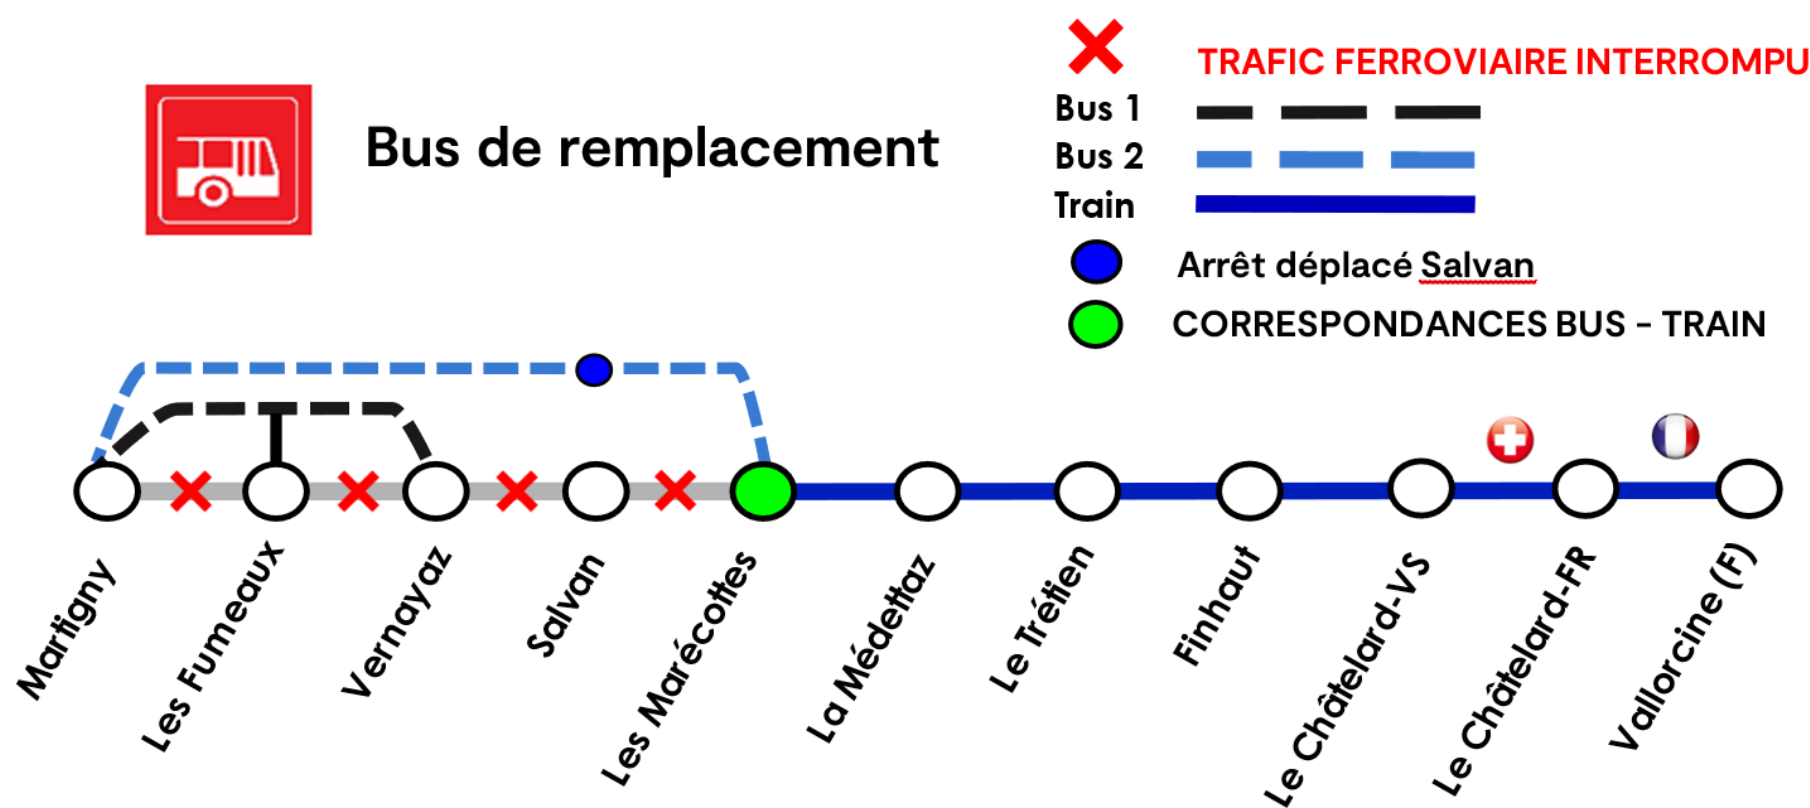 TRAFIC FERROVIAIRE INTERROMPU
Bus de remplacement
Bus 1
Bus 2
Train
Arrêt déplacé Salvan
CORRESPONDANCES BUS - TRAIN
Martigny
Les Fumeaux
Vernayaz
Salvan
Les Marécottes
La Médettaz
Le Trétien
Finhaut
Le Châtelard-VS
Le Châtelard-FR
Vallorcine (F)